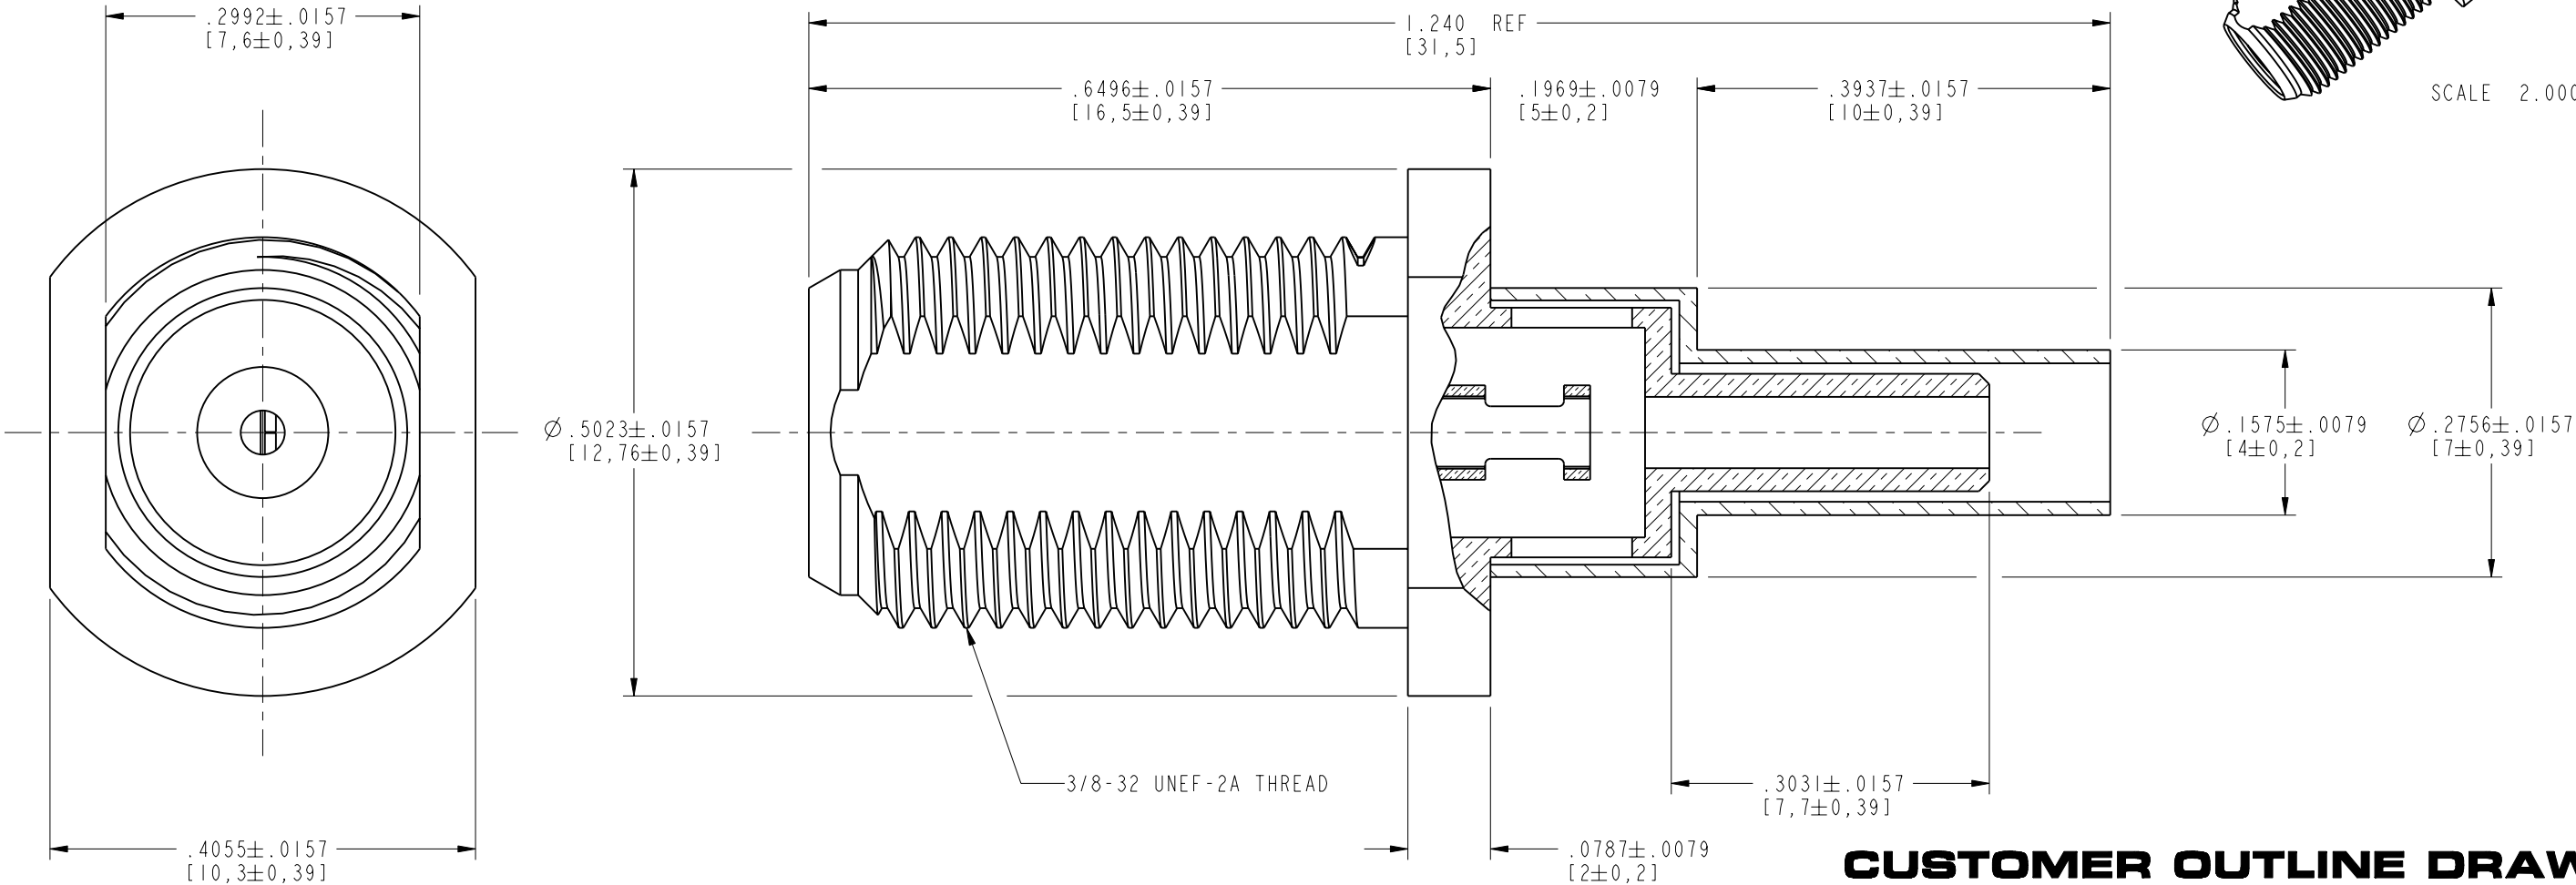 .2992±.0157
[7,6±0,39]
1.240 REF
[31,5]
.6496±.0157
[16,5±0,39]
.1969±.0079
[5±0,2]
.3937±.0157
[10±0,39]
SCALE 2.000
Ø.5023±.0157
[12,76±0,39]
Ø.1575±.0079
[4±0,2]
Ø.2756±.0157
[7±0,39]
3/8-32 UNEF-2A THREAD
.3031±.0157
[7,7±0,39]
.4055±.0157
[10,3±0,39]
.0787±.0079
[2±0,2]
CUSTOMER OUTLINE DRAW